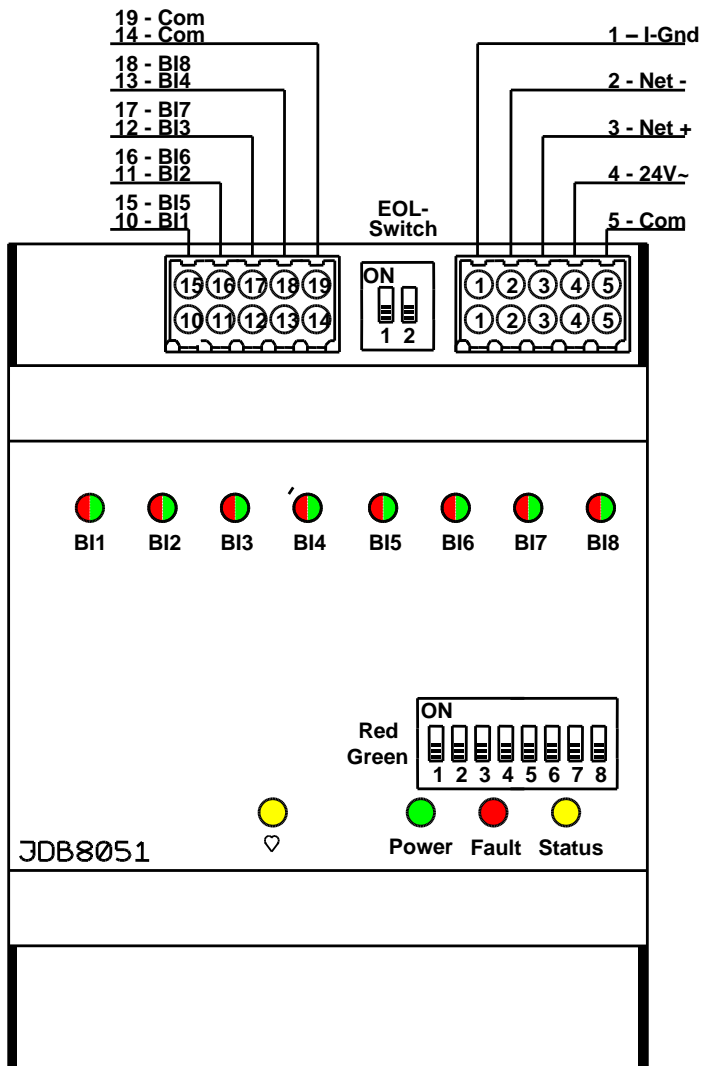 19 - Com
14 - Com
18 - BI8
13 - BI4
17 - BI7
12 - BI3
16 - BI6
11 - BI2
15 - BI5
10 - BI1
1 – I-Gnd
2 - Net -
3 - Net +
4 - 24V~
5 - Com
EOL-
Switch
15 16 17 18 19
10 11 12 13 14
ON
1 2
1 2 3 4 5
1 2 3 4 5
BI1 BI2 BI3 BI4 BI5 BI6 BI7 BI8
Red
Green
ON
1 2 3 4 5 6 7 8
JDB8051
Power Fault Status